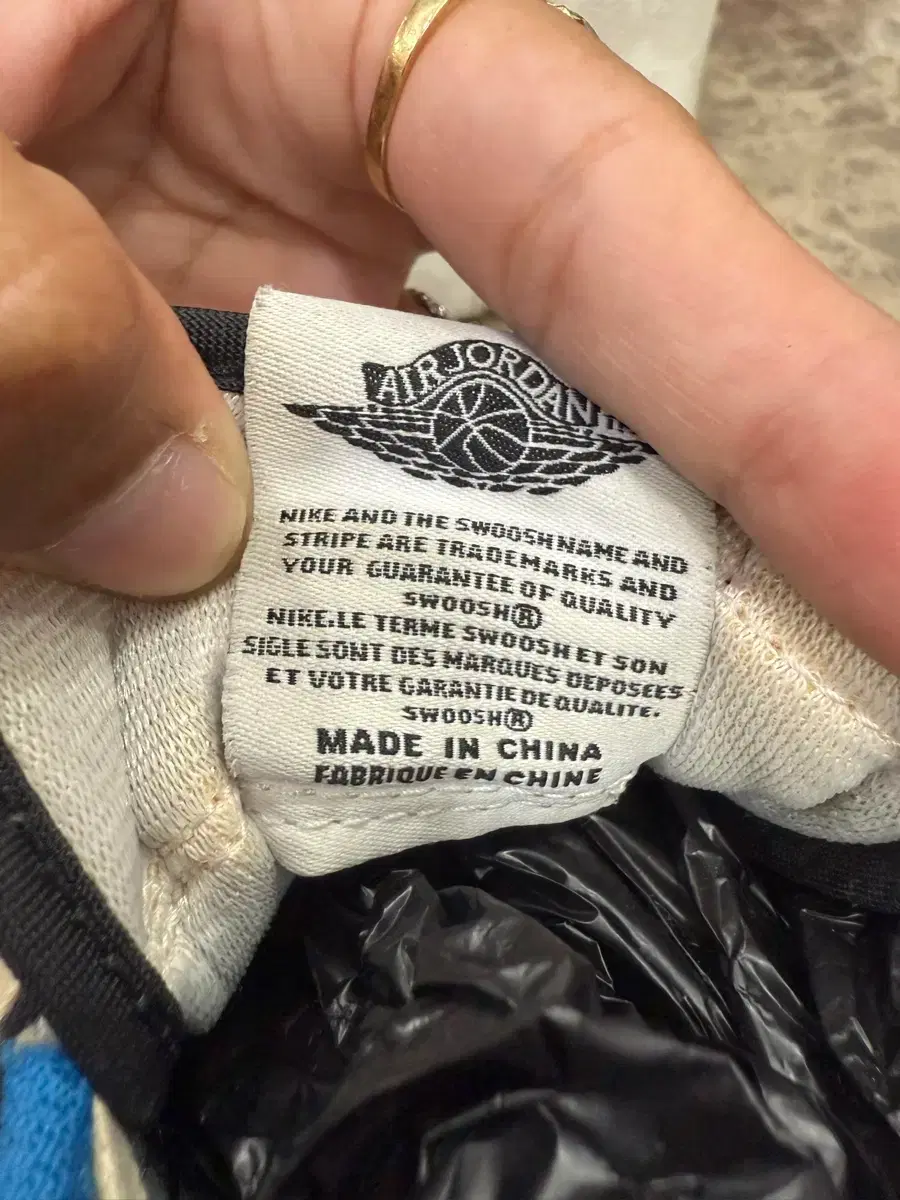 AIR JORDAN
NIKE AND THE SWOOSH NAME AND
STRIPE ARE TRADEMARKS AND
YOUR GUARANTEE OF QUALITY
SWOOSH®
NIKE.LE TERME SWOOSH ET SON
SIGLE SONT DES MARQUES DEPOSEES
ET VOTRE GARANTIE DE QUALITE.
SWOOSH®
MADE IN CHINA
FABRIQUE EN CHINE